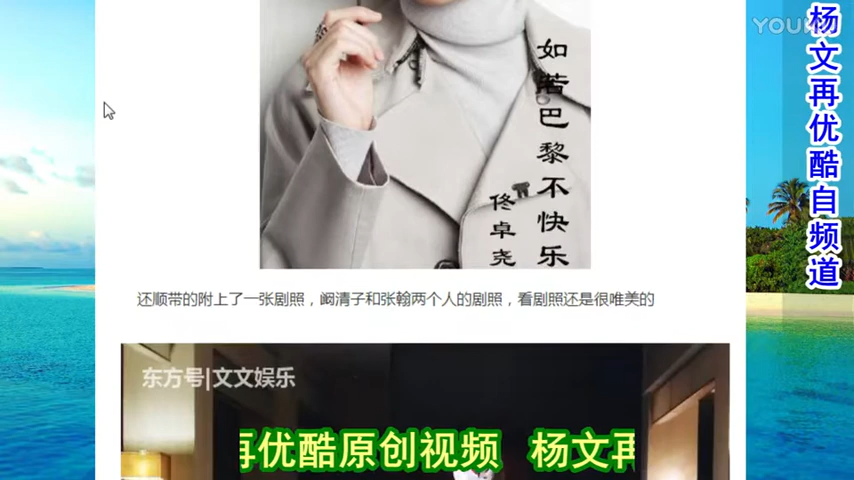 如若巴黎不快乐
佟卓尧
还顺带的附上了一张剧照，阚清子和张翰两个人的剧照，看剧照还是很唯美的
东方号|文文娱乐
再优酷原创视频 杨文再
杨文再优酷自频道